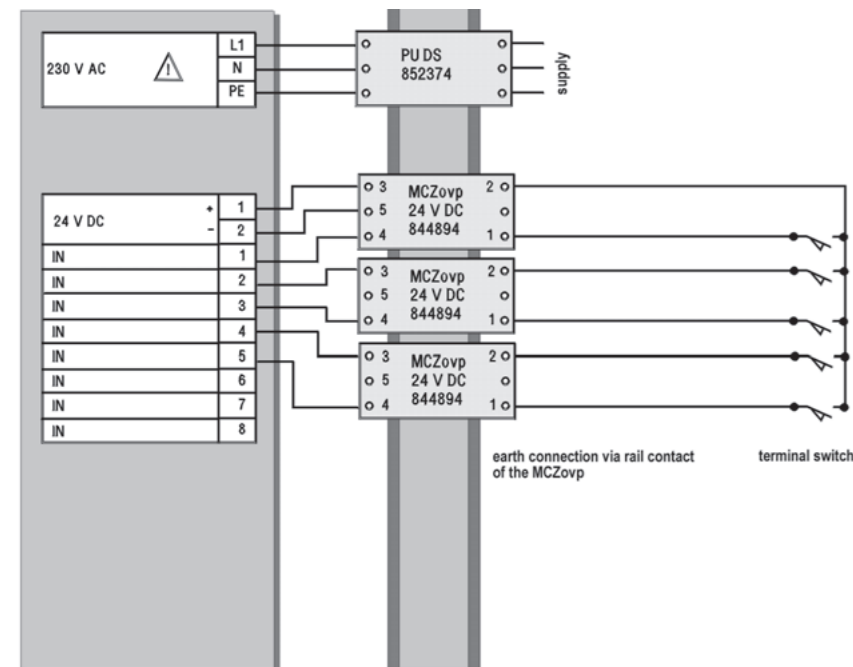 230 V AC
L1
N
PE
PU DS
852374
supply
24 V DC
+ 1
- 2
IN 1
IN 2
IN 3
IN 4
IN 5
IN 6
IN 7
IN 8
3 MCZovp 2
5 24 V DC
4 844894 1
3 MCZovp 2
5 24 V DC
4 844894 1
3 MCZovp 2
5 24 V DC
4 844894 1
earth connection via rail contact
of the MCZovp
terminal switch